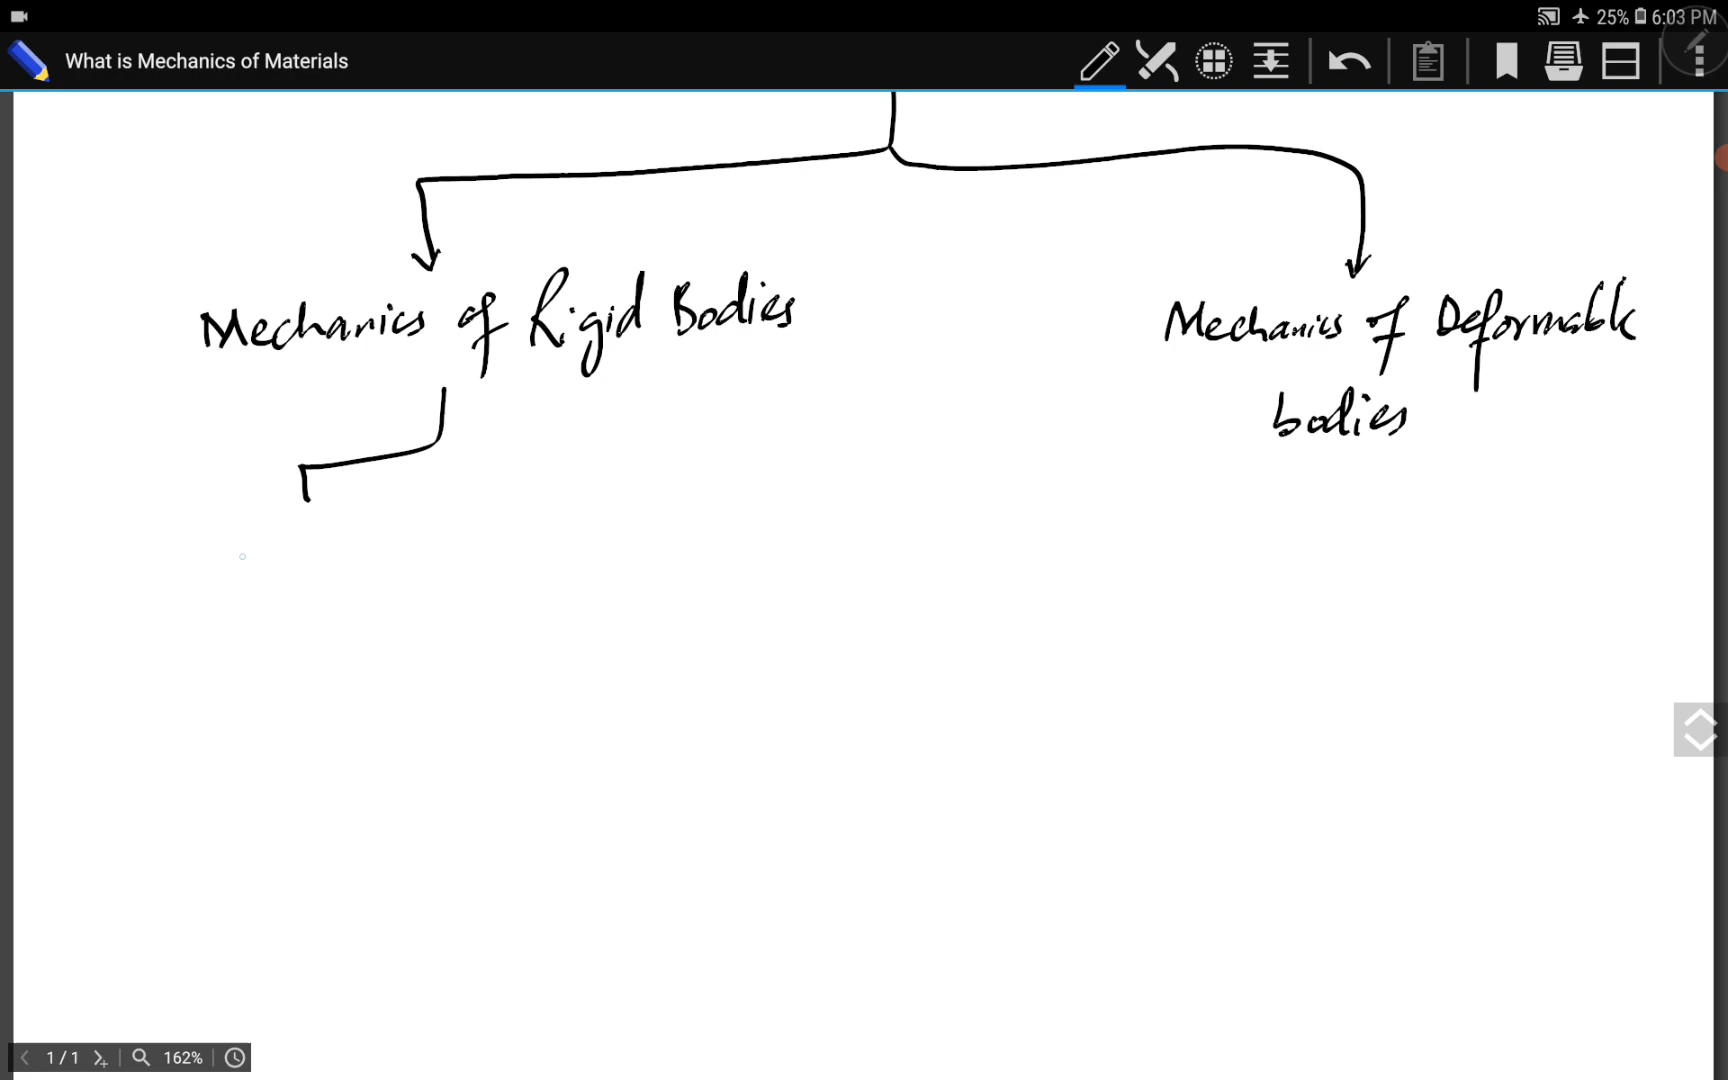 25% 6:03 PM
What is Mechanics of Materials
Mechanics of Rigid Bodies
Mechanics of Deformable
bodies
1 / 1 162%